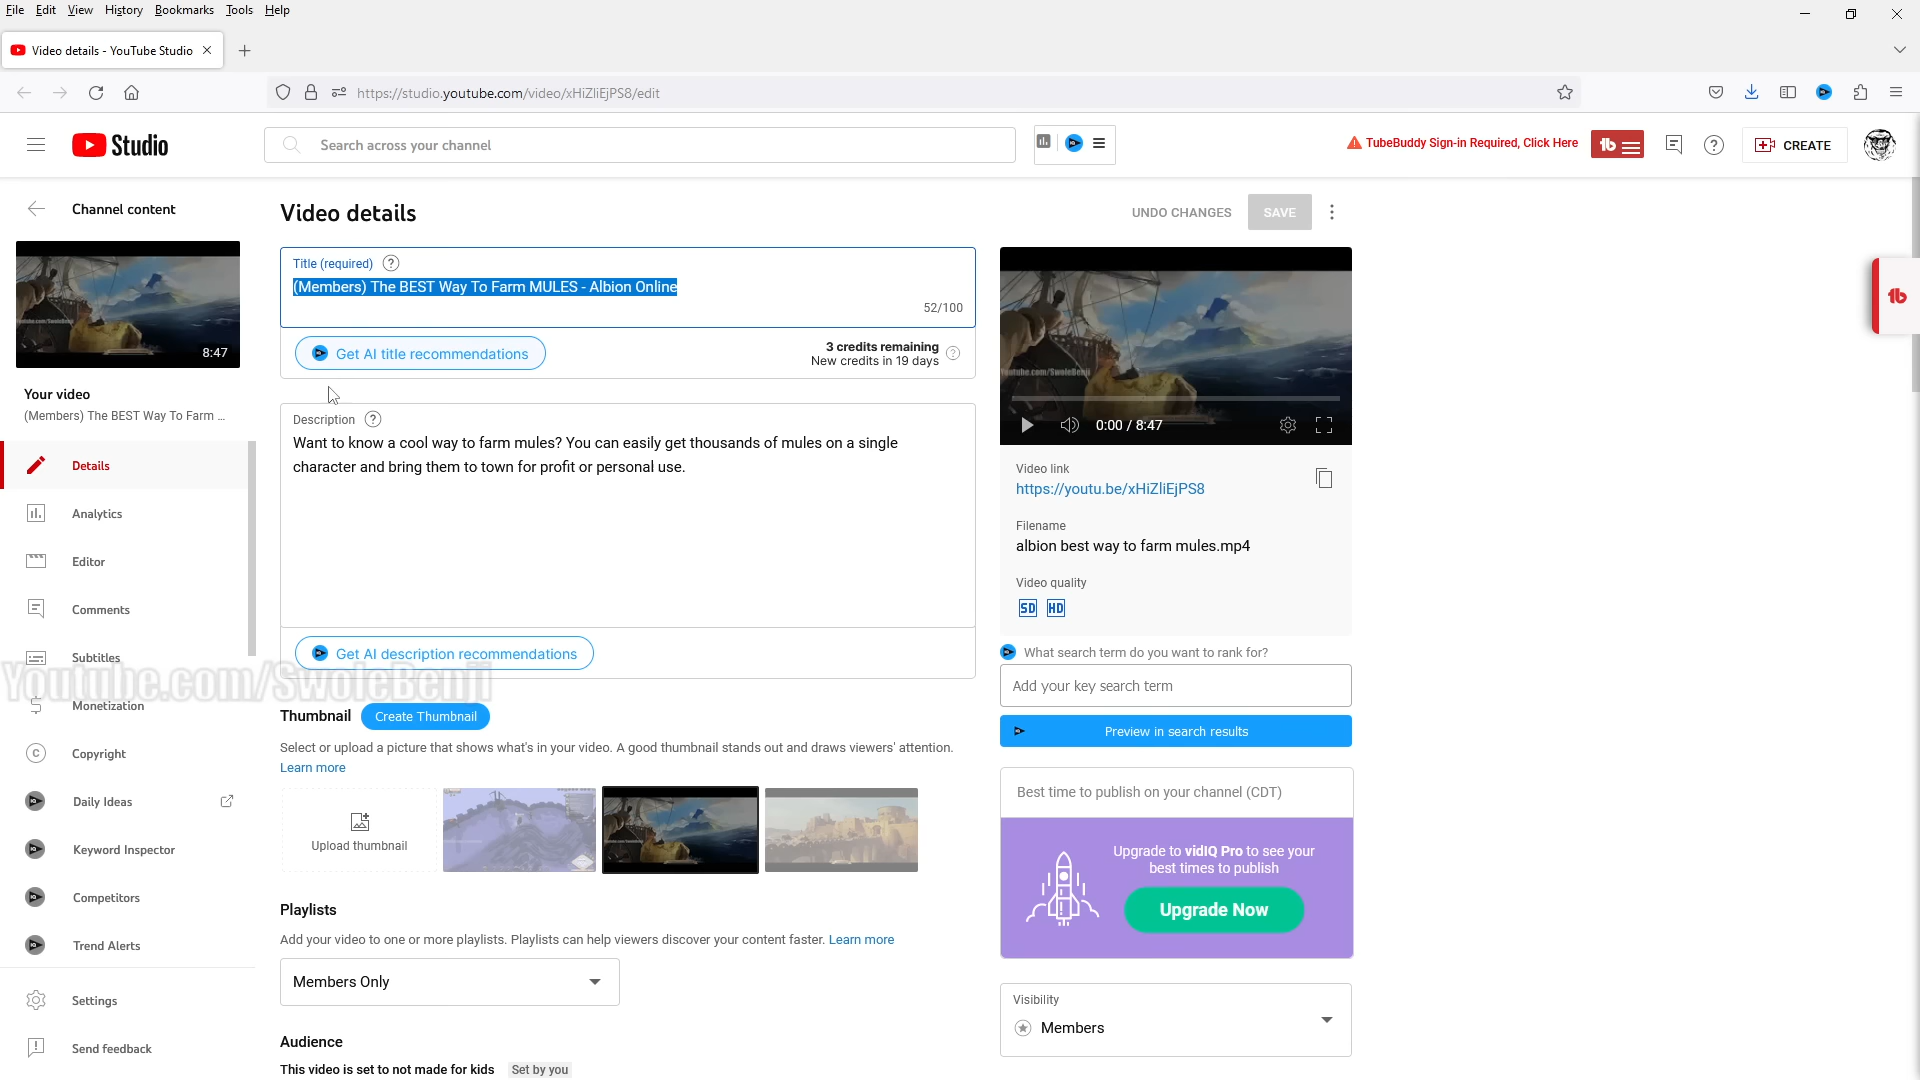 File Edit View History Bookmarks Tools Help
Video details - YouTube Studio
https://studio.youtube.com/video/xHiZliEjPS8/edit
Studio
Search across your channel
TubeBuddy Sign-in Required, Click Here
CREATE
Channel content
8:47
Your video
(Members) The BEST Way To Farm ...
Details
Analytics
Editor
Comments
Subtitles
Monetization
Copyright
Daily Ideas
Keyword Inspector
Competitors
Trend Alerts
Settings
Send feedback
Youtube.com/SwoleBenji
Video details
UNDO CHANGES
SAVE
Title (required)
(Members) The BEST Way To Farm MULES - Albion Online
52/100
Get AI title recommendations
3 credits remaining
New credits in 19 days
Description
Want to know a cool way to farm mules? You can easily get thousands of mules on a single
character and bring them to town for profit or personal use.
Get AI description recommendations
Thumbnail
Create Thumbnail
Select or upload a picture that shows what's in your video. A good thumbnail stands out and draws viewers' attention.
Learn more
Upload thumbnail
Playlists
Add your video to one or more playlists. Playlists can help viewers discover your content faster. Learn more
Members Only
Audience
This video is set to not made for kids Set by you
Youtube.com/SwoleBenji
0:00 / 8:47
Video link
https://youtu.be/xHiZliEjPS8
Filename
albion best way to farm mules.mp4
Video quality
SD HD
What search term do you want to rank for?
Add your key search term
Preview in search results
Best time to publish on your channel (CDT)
Upgrade to vidIQ Pro to see your
best times to publish
Upgrade Now
Visibility
Members